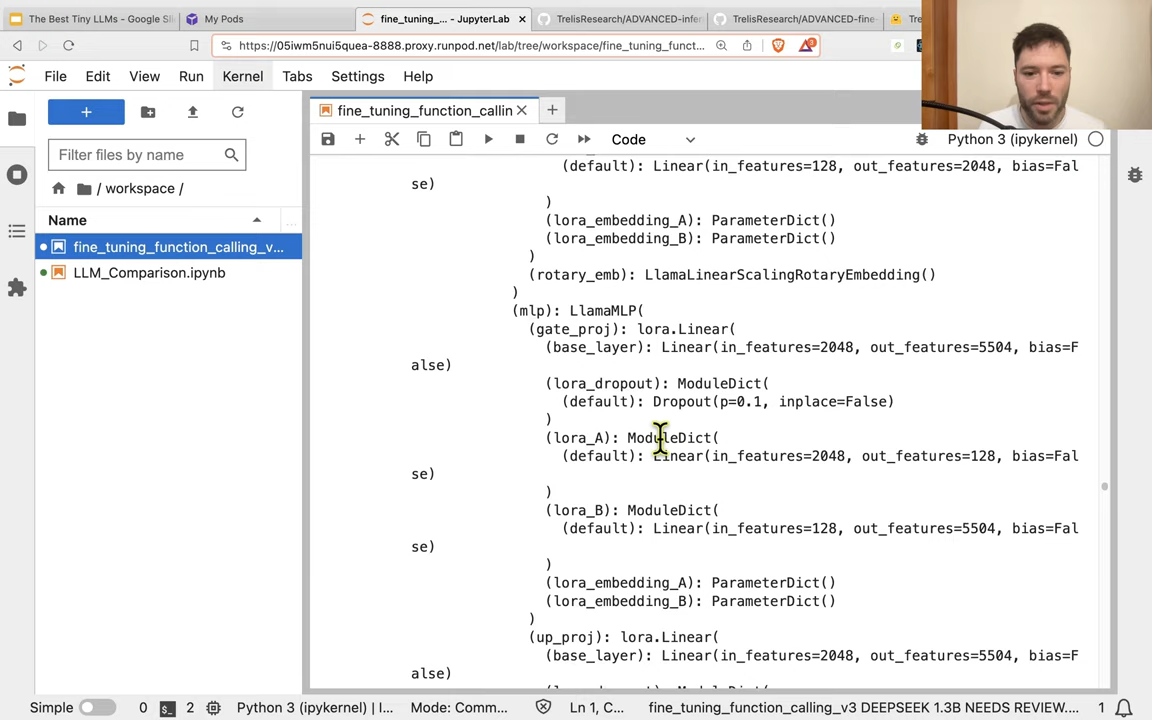 The Best Tiny LLMs - Google Sli
My Pods
fine_tuning_... - JupyterLab
TrelisResearch/ADVANCED-infer
TrelisResearch/ADVANCED-fine-
https://05iwm5nui5quea-8888.proxy.runpod.net/lab/tree/workspace/fine_tuning_funct...
File Edit View Run Kernel Tabs Settings Help
fine_tuning_function_callin
Filter files by name
/ workspace /
Name
fine_tuning_function_calling_v...
LLM_Comparison.ipynb
Code
Python 3 (ipykernel)
(default): Linear(in_features=128, out_features=2048, bias=Fal
se)
)
(lora_embedding_A): ParameterDict()
(lora_embedding_B): ParameterDict()
)
(rotary_emb): LlamaLinearScalingRotaryEmbedding()
)
(mlp): LlamaMLP(
(gate_proj): lora.Linear(
(base_layer): Linear(in_features=2048, out_features=5504, bias=F
alse)
(lora_dropout): ModuleDict(
(default): Dropout(p=0.1, inplace=False)
)
(lora_A): ModuleDict(
(default): Linear(in_features=2048, out_features=128, bias=Fal
se)
)
(lora_B): ModuleDict(
(default): Linear(in_features=128, out_features=5504, bias=Fal
se)
)
(lora_embedding_A): ParameterDict()
(lora_embedding_B): ParameterDict()
)
(up_proj): lora.Linear(
(base_layer): Linear(in_features=2048, out_features=5504, bias=F
alse)
Simple 0 2 Python 3 (ipykernel) | I... Mode: Comm... Ln 1, C... fine_tuning_function_calling_v3 DEEPSEEK 1.3B NEEDS REVIEW.... 1